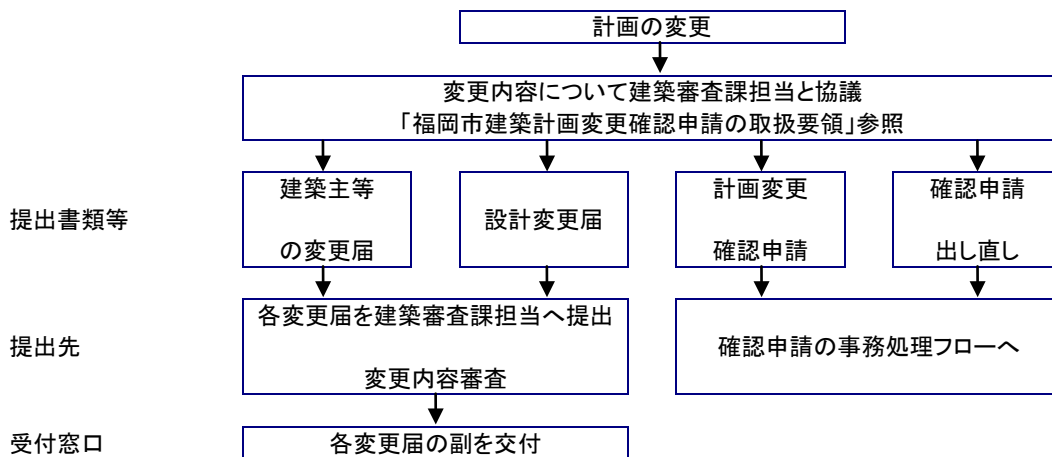 計画の変更
変更内容について建築審査課担当と協議
「福岡市建築計画変更確認申請の取扱要領」参照
提出書類等
建築主等
の変更届
設計変更届
計画変更
確認申請
確認申請
出し直し
提出先
各変更届を建築審査課担当へ提出
変更内容審査
確認申請の事務処理フローへ
受付窓口
各変更届の副を交付